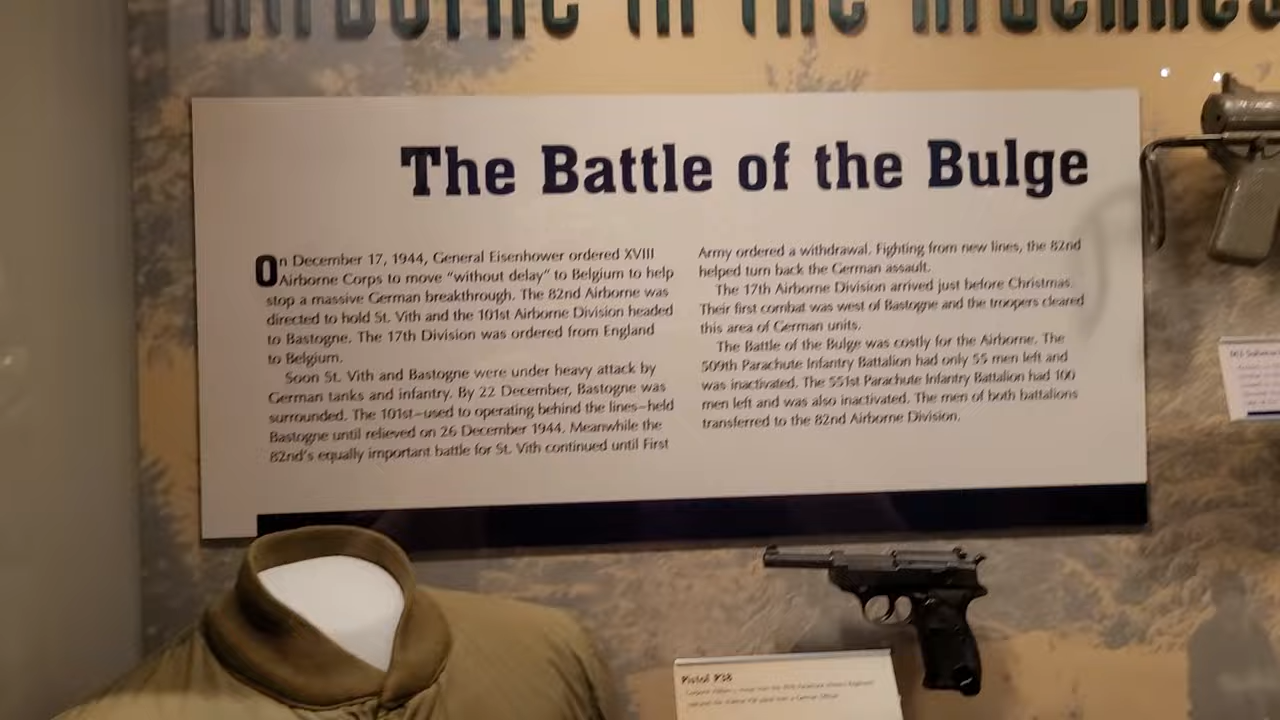 Airborne in the Ardennes
The Battle of the Bulge
On December 17, 1944, General Eisenhower ordered XVIII
Airborne Corps to move “without delay” to Belgium to help
stop a massive German breakthrough. The 82nd Airborne was
directed to hold St. Vith and the 101st Airborne Division headed
to Bastogne. The 17th Division was ordered from England
to Belgium.
Soon St. Vith and Bastogne were under heavy attack by
German tanks and infantry. By 22 December, Bastogne was
surrounded. The 101st—used to operating behind the lines—held
Bastogne until relieved on 26 December 1944. Meanwhile the
82nd's equally important battle for St. Vith continued until First
Army ordered a withdrawal. Fighting from new lines, the 82nd
helped turn back the German assault.
The 17th Airborne Division arrived just before Christmas.
Their first combat was west of Bastogne and the troopers cleared
this area of German units.
The Battle of the Bulge was costly for the Airborne. The
509th Parachute Infantry Battalion had only 55 men left and
was inactivated. The 551st Parachute Infantry Battalion had 100
men left and was also inactivated. The men of both battalions
transferred to the 82nd Airborne Division.
Pistol P38